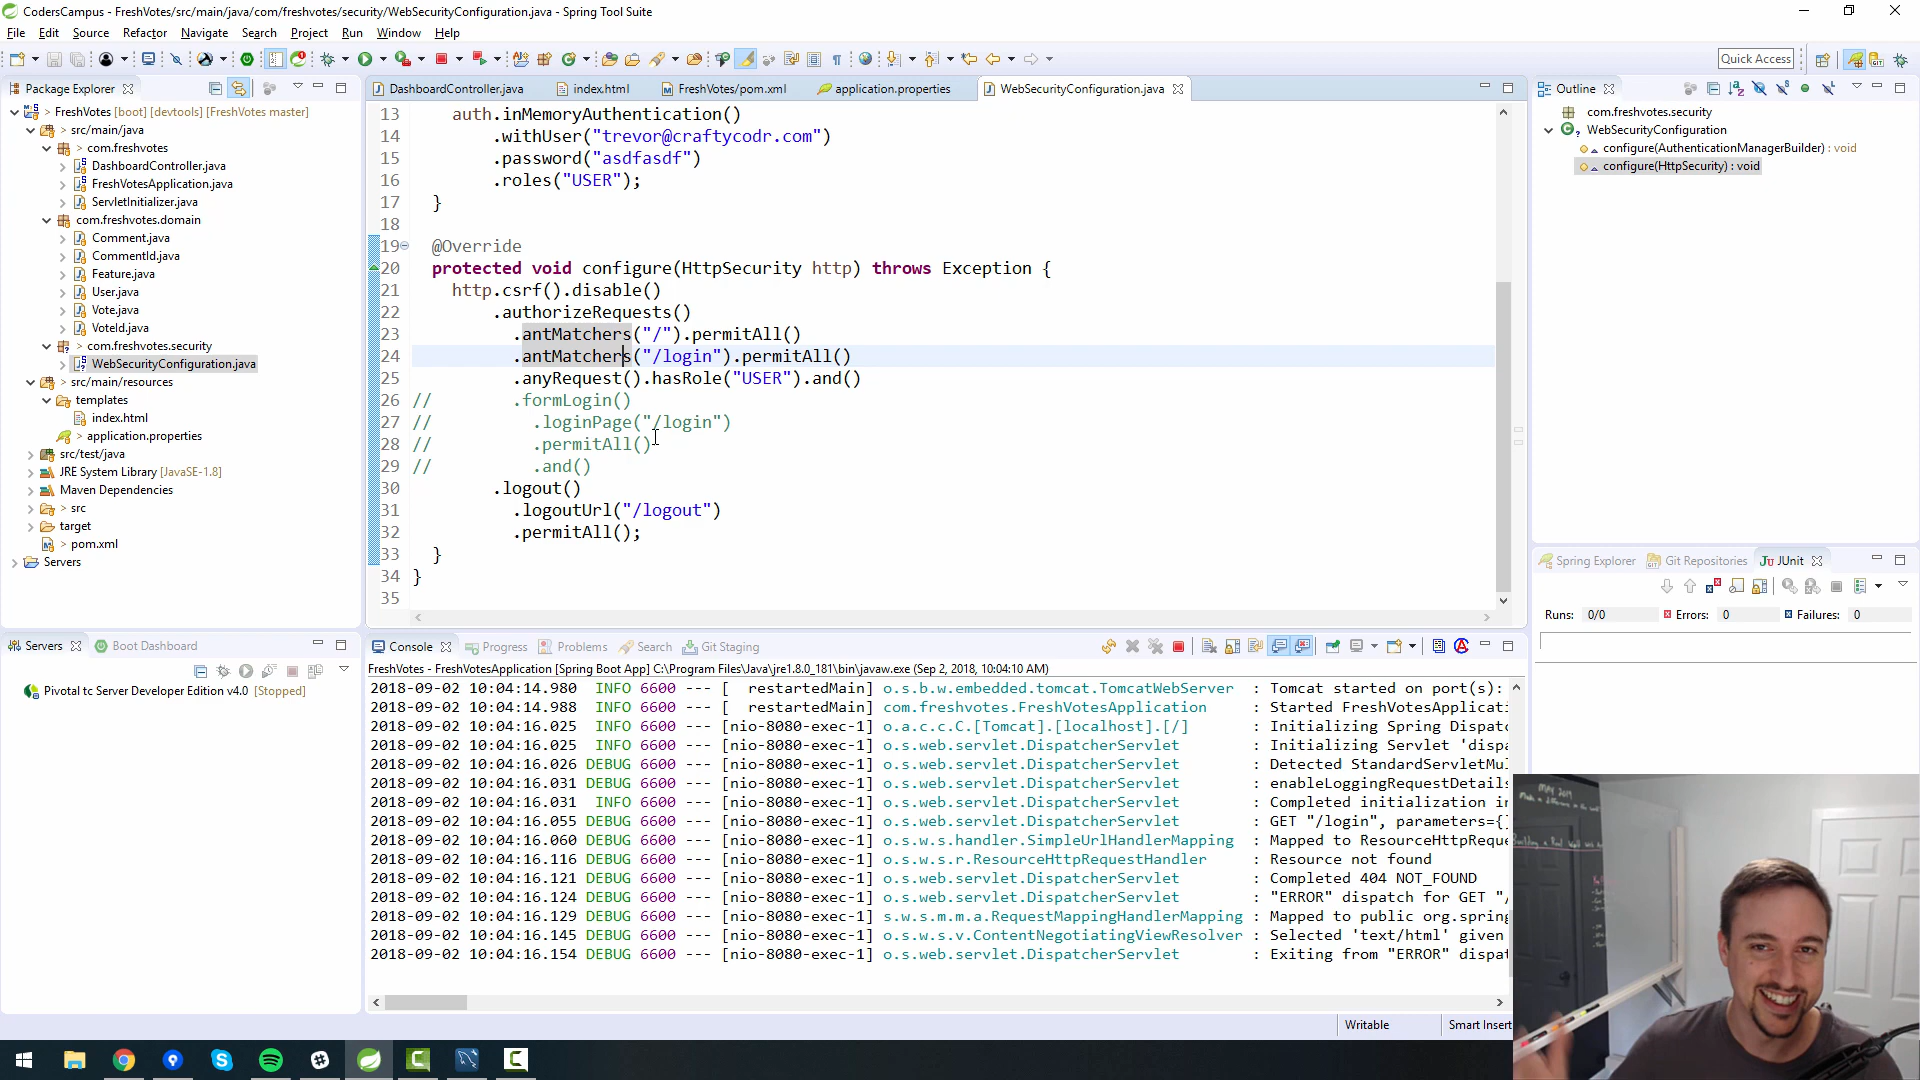 CodersCampus - FreshVotes/src/main/java/com/freshvotes/security/WebSecurityConfiguration.java - Spring Tool Suite
File Edit Source Refactor Navigate Search Project Run Window Help
Quick Access
Package Explorer
FreshVotes [boot] [devtools] [FreshVotes master]
src/main/java
com.freshvotes
DashboardController.java
FreshVotesApplication.java
ServletInitializer.java
com.freshvotes.domain
Comment.java
CommentId.java
Feature.java
User.java
Vote.java
VoteId.java
com.freshvotes.security
WebSecurityConfiguration.java
src/main/resources
templates
index.html
application.properties
src/test/java
JRE System Library [JavaSE-1.8]
Maven Dependencies
src
target
pom.xml
Servers
DashboardController.java index.html FreshVotes/pom.xml application.properties WebSecurityConfiguration.java
13 auth.inMemoryAuthentication()
14 .withUser("trevor@craftycodr.com")
15 .password("asdfasdf")
16 .roles("USER");
17 }
18
19 @Override
20 protected void configure(HttpSecurity http) throws Exception {
21 http.csrf().disable()
22 .authorizeRequests()
23 .antMatchers("/").permitAll()
24 .antMatchers("/login").permitAll()
25 .anyRequest().hasRole("USER").and()
26 // .formLogin()
27 // .loginPage("/login")
28 // .permitAll()
29 // .and()
30 .logout()
31 .logoutUrl("/logout")
32 .permitAll();
33 }
34 }
35
Outline
com.freshvotes.security
WebSecurityConfiguration
configure(AuthenticationManagerBuilder) : void
configure(HttpSecurity) : void
Spring Explorer Git Repositories JUnit
Runs: 0/0 Errors: 0 Failures: 0
Servers Boot Dashboard
Pivotal tc Server Developer Edition v4.0 [Stopped]
Console Progress Problems Search Git Staging
FreshVotes - FreshVotesApplication [Spring Boot App] C:\Program Files\Java\jre1.8.0_181\bin\javaw.exe (Sep 2, 2018, 10:04:10 AM)
2018-09-02 10:04:14.980 INFO 6600 --- [ restartedMain] o.s.b.w.embedded.tomcat.TomcatWebServer : Tomcat started on port(s):
2018-09-02 10:04:14.988 INFO 6600 --- [ restartedMain] com.freshvotes.FreshVotesApplication : Started FreshVotesApplicati
2018-09-02 10:04:16.025 INFO 6600 --- [nio-8080-exec-1] o.a.c.c.C.[Tomcat].[localhost].[/] : Initializing Spring Dispatc
2018-09-02 10:04:16.025 INFO 6600 --- [nio-8080-exec-1] o.s.web.servlet.DispatcherServlet : Initializing Servlet 'dispa
2018-09-02 10:04:16.026 DEBUG 6600 --- [nio-8080-exec-1] o.s.web.servlet.DispatcherServlet : Detected StandardServletMul
2018-09-02 10:04:16.031 DEBUG 6600 --- [nio-8080-exec-1] o.s.web.servlet.DispatcherServlet : enableLoggingRequestDetails
2018-09-02 10:04:16.031 INFO 6600 --- [nio-8080-exec-1] o.s.web.servlet.DispatcherServlet : Completed initialization in
2018-09-02 10:04:16.055 DEBUG 6600 --- [nio-8080-exec-1] o.s.web.servlet.DispatcherServlet : GET "/login", parameters={}
2018-09-02 10:04:16.060 DEBUG 6600 --- [nio-8080-exec-1] o.s.w.s.handler.SimpleUrlHandlerMapping : Mapped to ResourceHttpReque
2018-09-02 10:04:16.116 DEBUG 6600 --- [nio-8080-exec-1] o.s.w.s.r.ResourceHttpRequestHandler : Resource not found
2018-09-02 10:04:16.121 DEBUG 6600 --- [nio-8080-exec-1] o.s.web.servlet.DispatcherServlet : Completed 404 NOT_FOUND
2018-09-02 10:04:16.124 DEBUG 6600 --- [nio-8080-exec-1] o.s.web.servlet.DispatcherServlet : "ERROR" dispatch for GET "/
2018-09-02 10:04:16.129 DEBUG 6600 --- [nio-8080-exec-1] s.w.s.m.m.a.RequestMappingHandlerMapping : Mapped to public org.spring
2018-09-02 10:04:16.145 DEBUG 6600 --- [nio-8080-exec-1] o.s.w.s.v.ContentNegotiatingViewResolver : Selected 'text/html' given
2018-09-02 10:04:16.154 DEBUG 6600 --- [nio-8080-exec-1] o.s.web.servlet.DispatcherServlet : Exiting from "ERROR" dispat
Writable Smart Insert